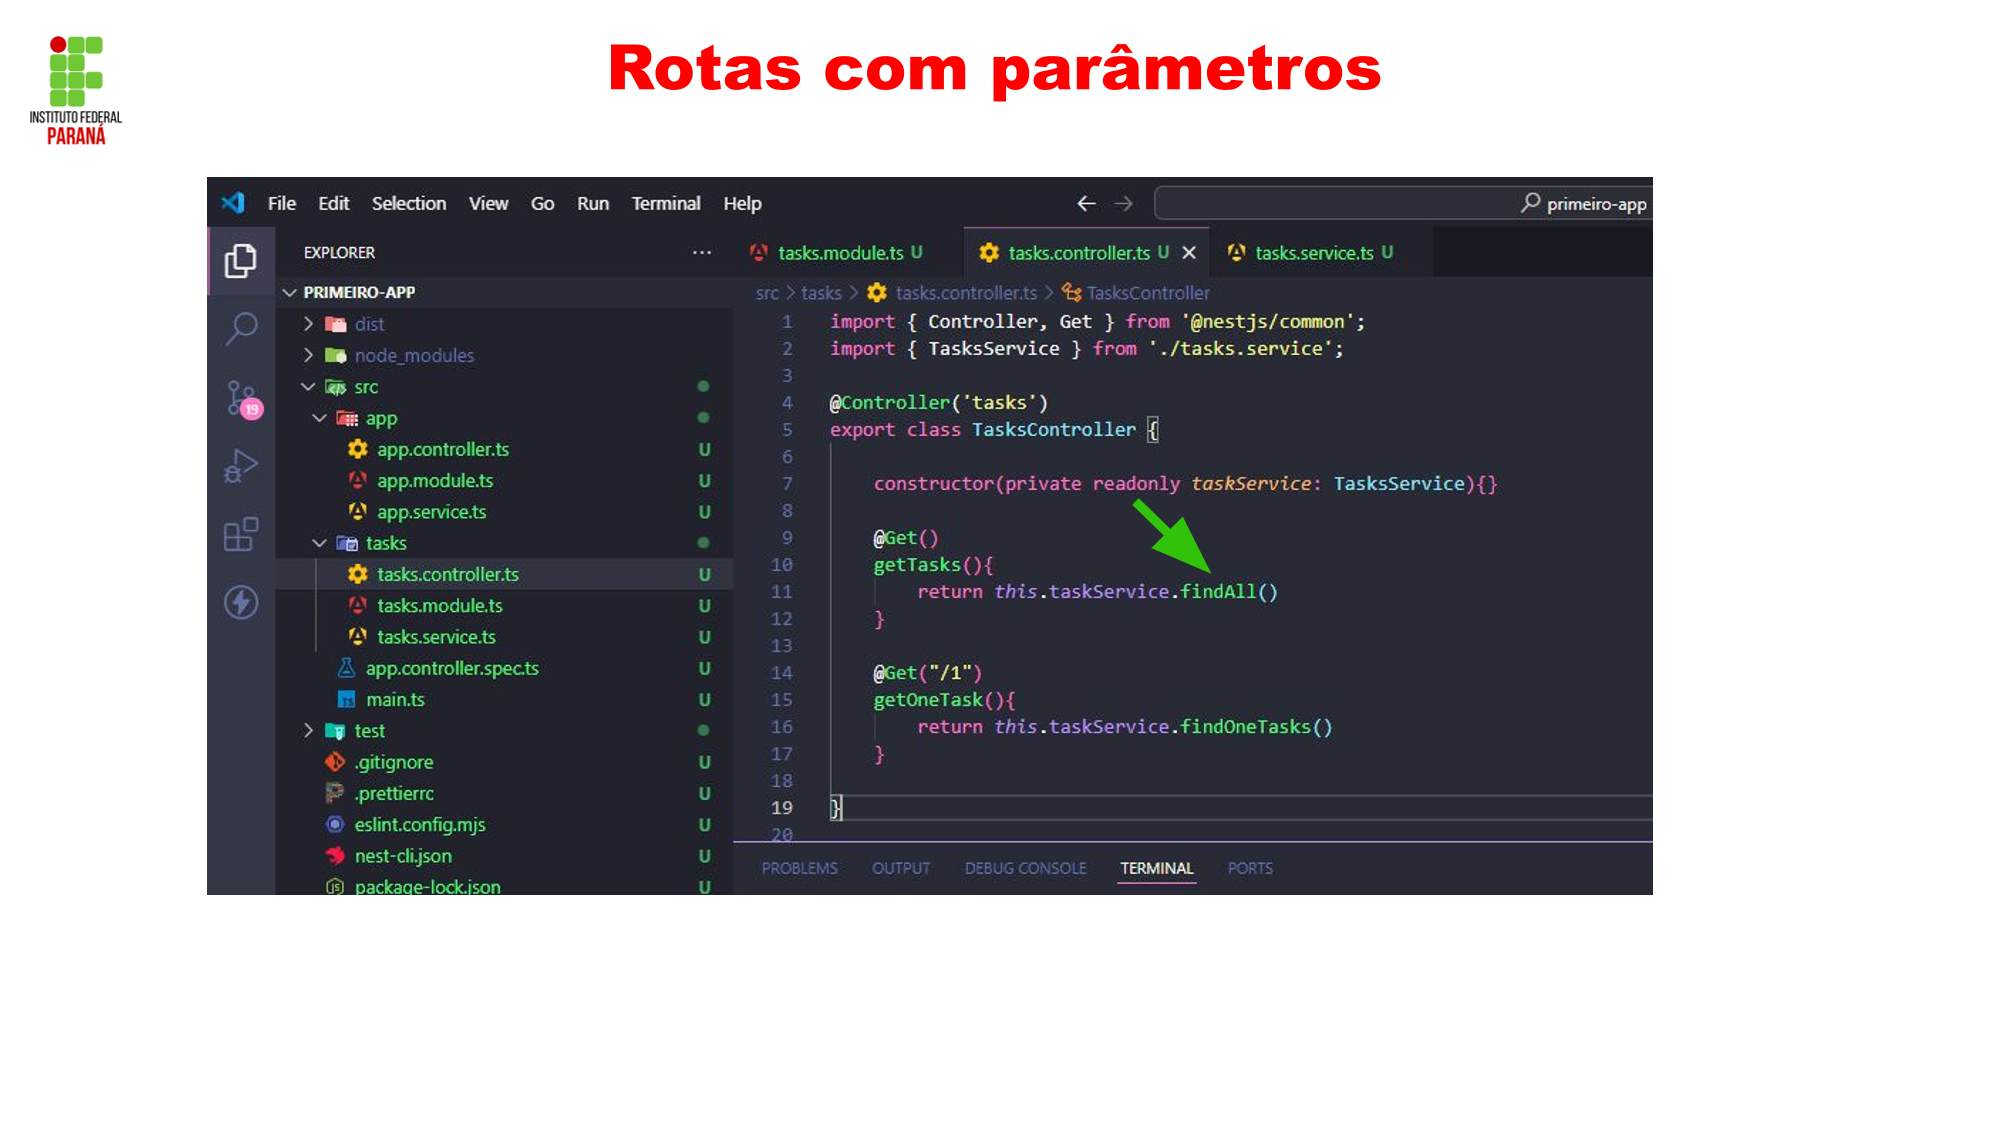 INSTITUTO FEDERAL
PARANÁ
Rotas com parâmetros
File Edit Selection View Go Run Terminal Help
primeiro-app
EXPLORER ...
PRIMEIRO-APP
dist
node_modules
src
app
app.controller.ts U
app.module.ts U
app.service.ts U
tasks
tasks.controller.ts U
tasks.module.ts U
tasks.service.ts U
app.controller.spec.ts U
main.ts U
test
.gitignore U
.prettierrc U
eslint.config.mjs U
nest-cli.json U
package-lock.json U
19
tasks.module.ts U tasks.controller.ts U tasks.service.ts U
src > tasks > tasks.controller.ts > TasksController
1 import { Controller, Get } from '@nestjs/common';
2 import { TasksService } from './tasks.service';
3
4 @Controller('tasks')
5 export class TasksController {
6
7 constructor(private readonly taskService: TasksService){}
8
9 @Get()
10 getTasks(){
11 return this.taskService.findAll()
12 }
13
14 @Get("/1")
15 getOneTask(){
16 return this.taskService.findOneTasks()
17 }
18
19 }
20
PROBLEMS OUTPUT DEBUG CONSOLE TERMINAL PORTS